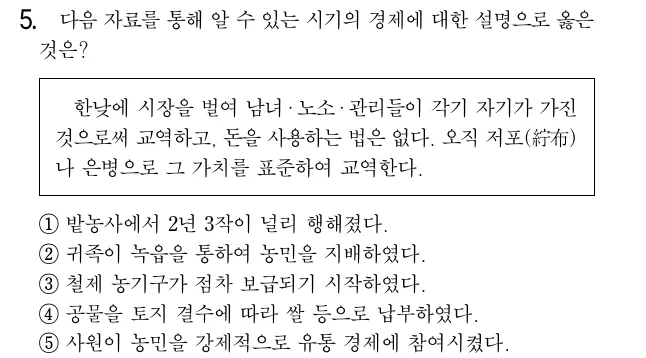 5. 다음 자료를 통해 알 수 있는 시기의 경제에 대한 설명으로 옳은
것은?
한낮에 시장을 벌여 남녀·노소·관리들이 각기 자기가 가진
것으로써 교역하고, 돈을 사용하는 법은 없다. 오직 저포(紵布)
나 은병으로 그 가치를 표준하여 교역한다.
① 밭농사에서 2년 3작이 널리 행해졌다.
② 귀족이 녹읍을 통하여 농민을 지배하였다.
③ 철제 농기구가 점차 보급되기 시작하였다.
④ 공물을 토지 결수에 따라 쌀 등으로 납부하였다.
⑤ 사원이 농민을 강제적으로 유통 경제에 참여시켰다.